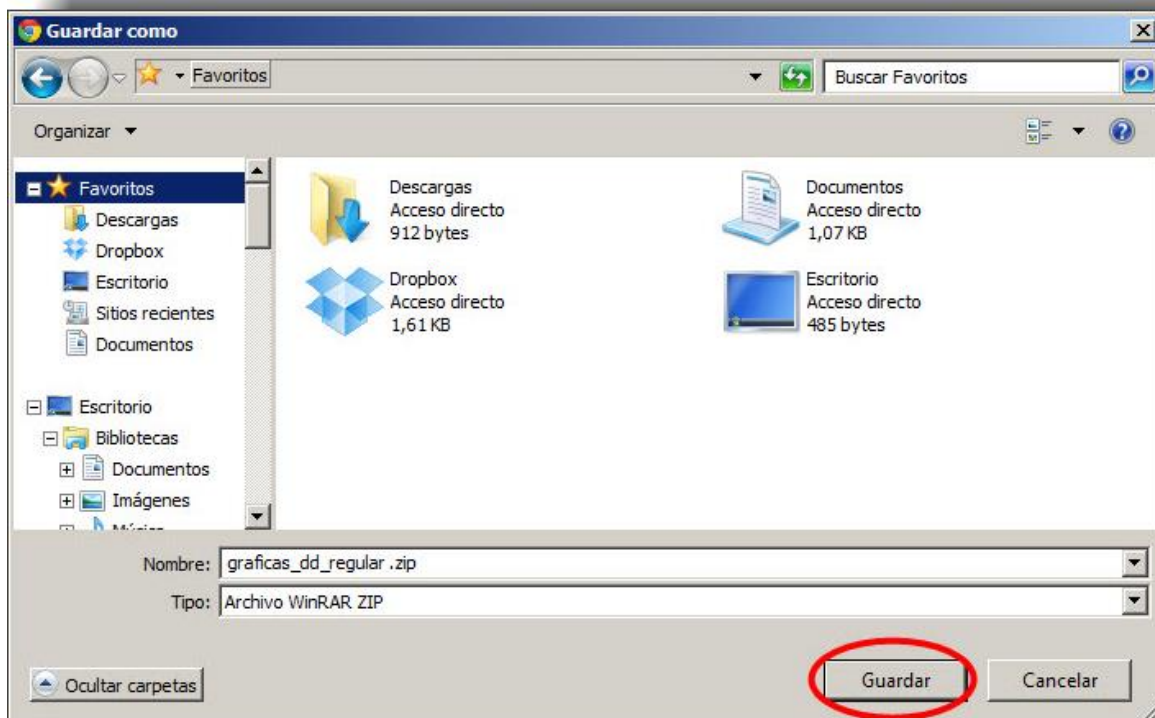 Guardar como
Favoritos
Buscar Favoritos
Organizar
Favoritos
Descargas
Dropbox
Escritorio
Sitios recientes
Documentos
Escritorio
Bibliotecas
Documentos
Imágenes
Música
Descargas
Acceso directo
912 bytes
Documentos
Acceso directo
1,07 KB
Dropbox
Acceso directo
1,61 KB
Escritorio
Acceso directo
485 bytes
Nombre: graficas_dd_regular .zip
Tipo: Archivo WinRAR ZIP
Ocultar carpetas
Guardar
Cancelar